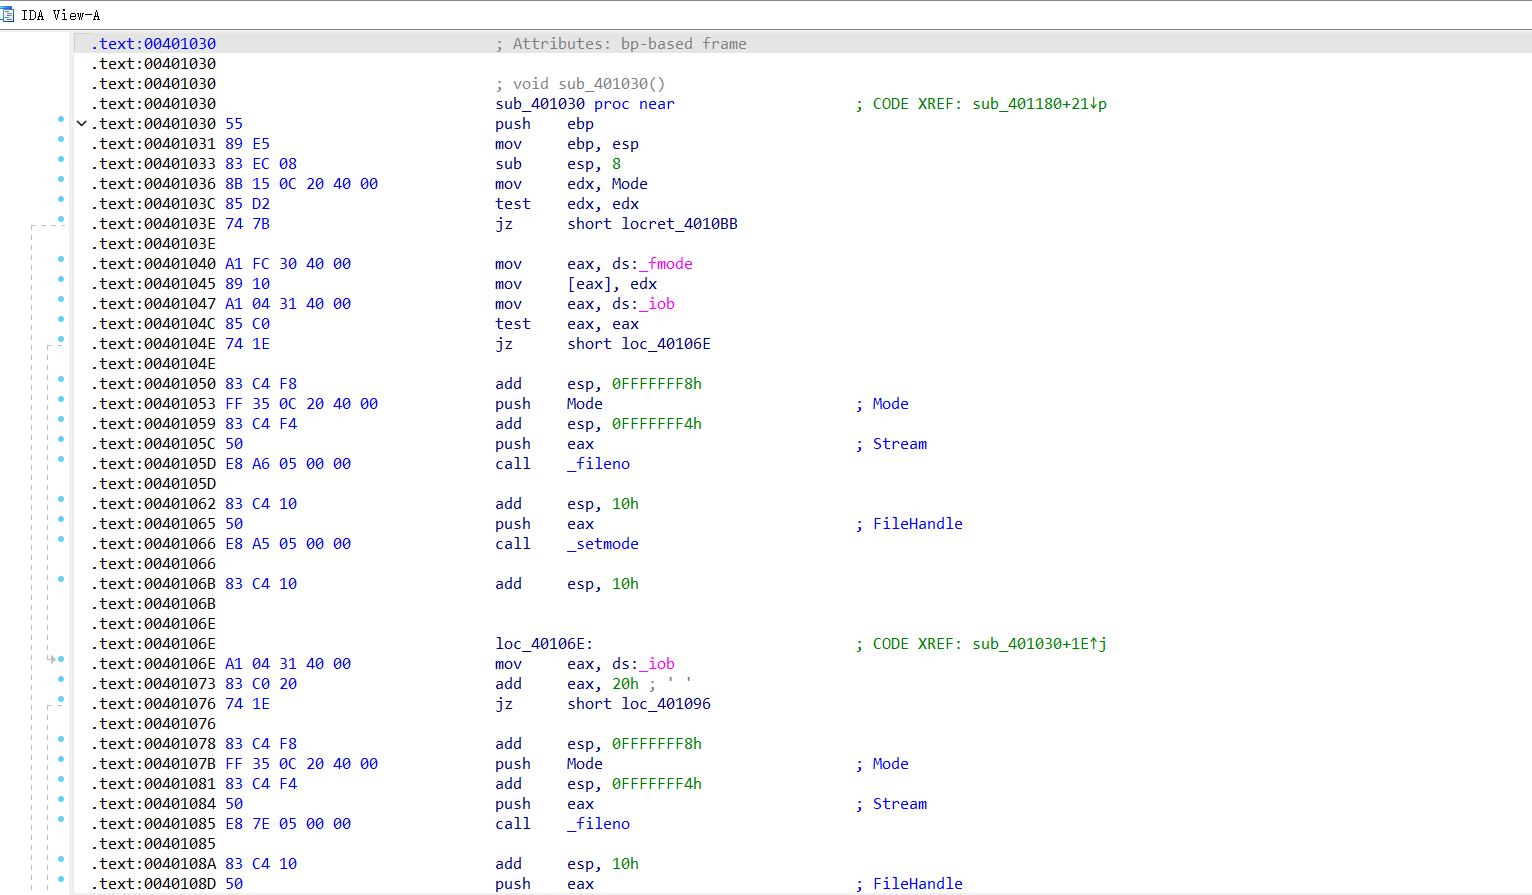 IDA View-A
.text:00401030 ; Attributes: bp-based frame
.text:00401030
.text:00401030 ; void sub_401030()
.text:00401030 sub_401030 proc near ; CODE XREF: sub_401180+21↓p
.text:00401030 55 push ebp
.text:00401031 89 E5 mov ebp, esp
.text:00401033 83 EC 08 sub esp, 8
.text:00401036 8B 15 0C 20 40 00 mov edx, Mode
.text:0040103C 85 D2 test edx, edx
.text:0040103E 74 7B jz short locret_4010BB
.text:0040103E
.text:00401040 A1 FC 30 40 00 mov eax, ds:_fmode
.text:00401045 89 10 mov [eax], edx
.text:00401047 A1 04 31 40 00 mov eax, ds:_iob
.text:0040104C 85 C0 test eax, eax
.text:0040104E 74 1E jz short loc_40106E
.text:0040104E
.text:00401050 83 C4 F8 add esp, 0FFFFFFF8h
.text:00401053 FF 35 0C 20 40 00 push Mode ; Mode
.text:00401059 83 C4 F4 add esp, 0FFFFFFF4h
.text:0040105C 50 push eax ; Stream
.text:0040105D E8 A6 05 00 00 call _fileno
.text:0040105D
.text:00401062 83 C4 10 add esp, 10h
.text:00401065 50 push eax ; FileHandle
.text:00401066 E8 A5 05 00 00 call _setmode
.text:00401066
.text:0040106B 83 C4 10 add esp, 10h
.text:0040106B
.text:0040106E
.text:0040106E loc_40106E: ; CODE XREF: sub_401030+1E↑j
.text:0040106E A1 04 31 40 00 mov eax, ds:_iob
.text:00401073 83 C0 20 add eax, 20h ; ' '
.text:00401076 74 1E jz short loc_401096
.text:00401076
.text:00401078 83 C4 F8 add esp, 0FFFFFFF8h
.text:0040107B FF 35 0C 20 40 00 push Mode ; Mode
.text:00401081 83 C4 F4 add esp, 0FFFFFFF4h
.text:00401084 50 push eax ; Stream
.text:00401085 E8 7E 05 00 00 call _fileno
.text:00401085
.text:0040108A 83 C4 10 add esp, 10h
.text:0040108D 50 push eax ; FileHandle